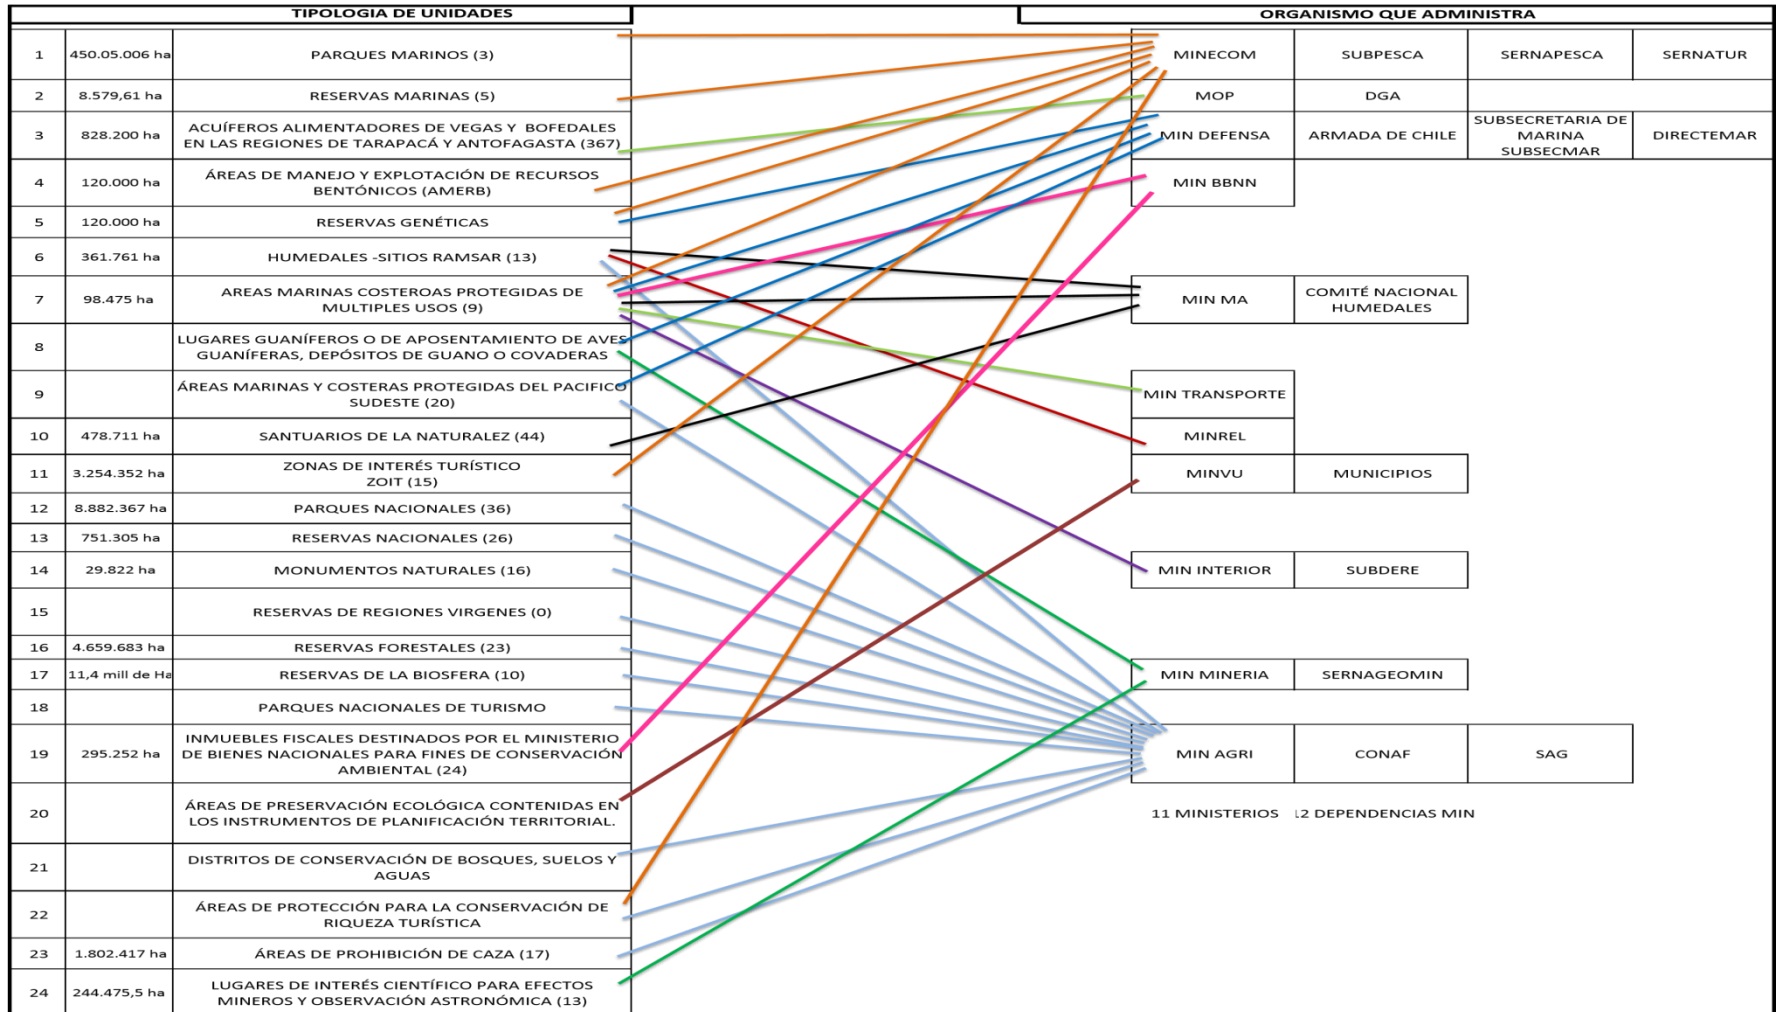 TIPOLOGIA DE UNIDADES
ORGANISMO QUE ADMINISTRA
1 450.05.006 ha PARQUES MARINOS (3)
MINECOM SUBPESCA SERNAPESCA SERNATUR
2 8.579,61 ha RESERVAS MARINAS (5)
MOP DGA
3 828.200 ha ACUÍFEROS ALIMENTADORES DE VEGAS Y BOFEDALES
EN LAS REGIONES DE TARAPACÁ Y ANTOFAGASTA (367)
MIN DEFENSA ARMADA DE CHILE SUBSECRETARIA DE
MARINA
SUBSECMAR
DIRECTEMAR
4 120.000 ha ÁREAS DE MANEJO Y EXPLOTACIÓN DE RECURSOS
BENTÓNICOS (AMERB)
MIN BBNN
5 120.000 ha RESERVAS GENÉTICAS
6 361.761 ha HUMEDALES -SITIOS RAMSAR (13)
7 98.475 ha AREAS MARINAS COSTEROAS PROTEGIDAS DE
MULTIPLES USOS (9)
MIN MA COMITÉ NACIONAL
HUMEDALES
8 LUGARES GUANÍFEROS O DE APOSENTAMIENTO DE AVES
GUANÍFERAS, DEPÓSITOS DE GUANO O COVADERAS
9 ÁREAS MARINAS Y COSTERAS PROTEGIDAS DEL PACIFICO
SUDESTE (20)
MIN TRANSPORTE
10 478.711 ha SANTUARIOS DE LA NATURALEZ (44)
MINREL
11 3.254.352 ha ZONAS DE INTERÉS TURÍSTICO
ZOIT (15)
MINVU MUNICIPIOS
12 8.882.367 ha PARQUES NACIONALES (36)
13 751.305 ha RESERVAS NACIONALES (26)
14 29.822 ha MONUMENTOS NATURALES (16)
MIN INTERIOR SUBDERE
15 RESERVAS DE REGIONES VIRGENES (0)
16 4.659.683 ha RESERVAS FORESTALES (23)
17 11,4 mill de Ha RESERVAS DE LA BIOSFERA (10)
MIN MINERIA SERNAGEOMIN
18 PARQUES NACIONALES DE TURISMO
19 295.252 ha INMUEBLES FISCALES DESTINADOS POR EL MINISTERIO
DE BIENES NACIONALES PARA FINES DE CONSERVACIÓN
AMBIENTAL (24)
MIN AGRI CONAF SAG
20 ÁREAS DE PRESERVACIÓN ECOLÓGICA CONTENIDAS EN
LOS INSTRUMENTOS DE PLANIFICACIÓN TERRITORIAL.
11 MINISTERIOS 12 DEPENDENCIAS MIN
21 DISTRITOS DE CONSERVACIÓN DE BOSQUES, SUELOS Y
AGUAS
22 ÁREAS DE PROTECCIÓN PARA LA CONSERVACIÓN DE
RIQUEZA TURÍSTICA
23 1.802.417 ha ÁREAS DE PROHIBICIÓN DE CAZA (17)
24 244.475,5 ha LUGARES DE INTERÉS CIENTÍFICO PARA EFECTOS
MINEROS Y OBSERVACIÓN ASTRONÓMICA (13)